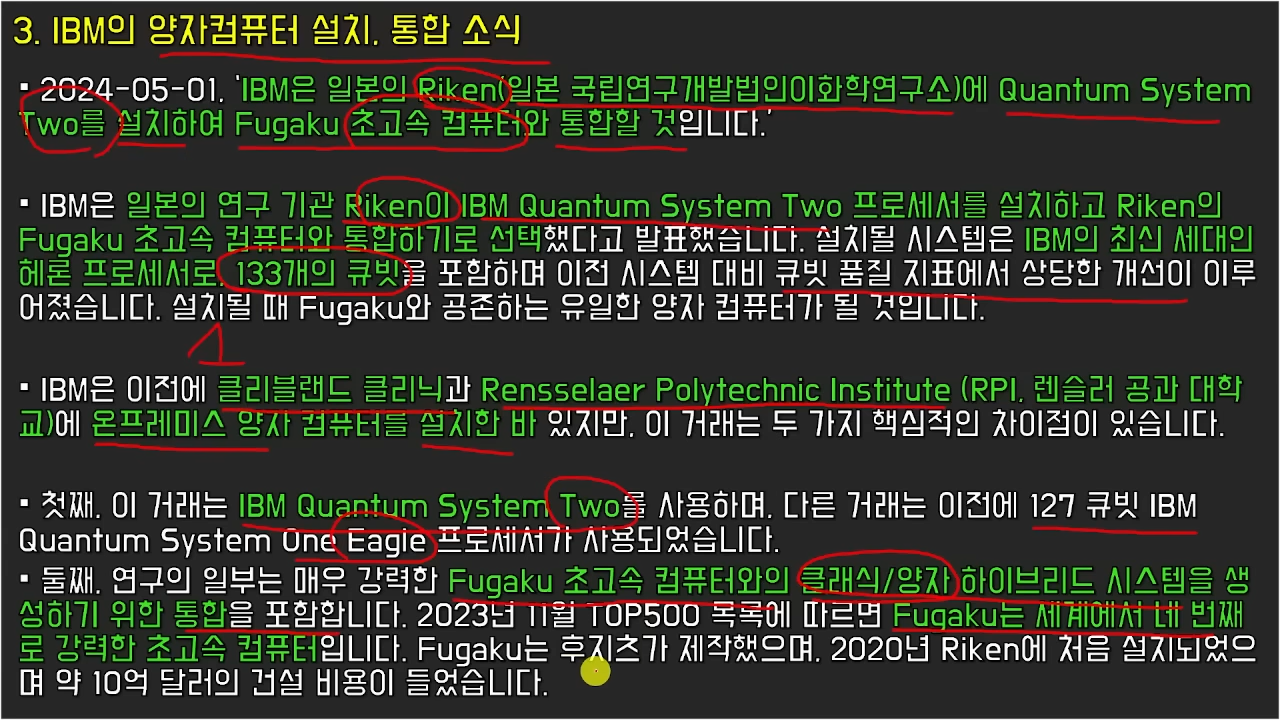 3. IBM의 양자컴퓨터 설치, 통합 소식
▪ 2024-05-01, 'IBM은 일본의 Riken(일본 국립연구개발법인이화학연구소)에 Quantum System
Two를 설치하여 Fugaku 초고속 컴퓨터와 통합할 것입니다.'
▪ IBM은 일본의 연구 기관 Riken이 IBM Quantum System Two 프로세서를 설치하고 Riken의
Fugaku 초고속 컴퓨터와 통합하기로 선택했다고 발표했습니다. 설치될 시스템은 IBM의 최신 세대인
헤론 프로세서로, 133개의 큐빗을 포함하며 이전 시스템 대비 큐빗 품질 지표에서 상당한 개선이 이루
어졌습니다. 설치될 때 Fugaku와 공존하는 유일한 양자 컴퓨터가 될 것입니다.
▪ IBM은 이전에 클리블랜드 클리닉과 Rensselaer Polytechnic Institute (RPI, 렌슬러 공과 대학
교)에 온프레미스 양자 컴퓨터를 설치한 바 있지만, 이 거래는 두 가지 핵심적인 차이점이 있습니다.
▪ 첫째, 이 거래는 IBM Quantum System Two를 사용하며, 다른 거래는 이전에 127 큐빗 IBM
Quantum System One Eagle 프로세서가 사용되었습니다.
▪ 둘째, 연구의 일부는 매우 강력한 Fugaku 초고속 컴퓨터와의 클래식/양자 하이브리드 시스템을 생
성하기 위한 통합을 포함합니다. 2023년 11월 TOP500 목록에 따르면 Fugaku는 세계에서 네 번째
로 강력한 초고속 컴퓨터입니다. Fugaku는 후지츠가 제작했으며, 2020년 Riken에 처음 설치되었으
며 약 10억 달러의 건설 비용이 들었습니다.